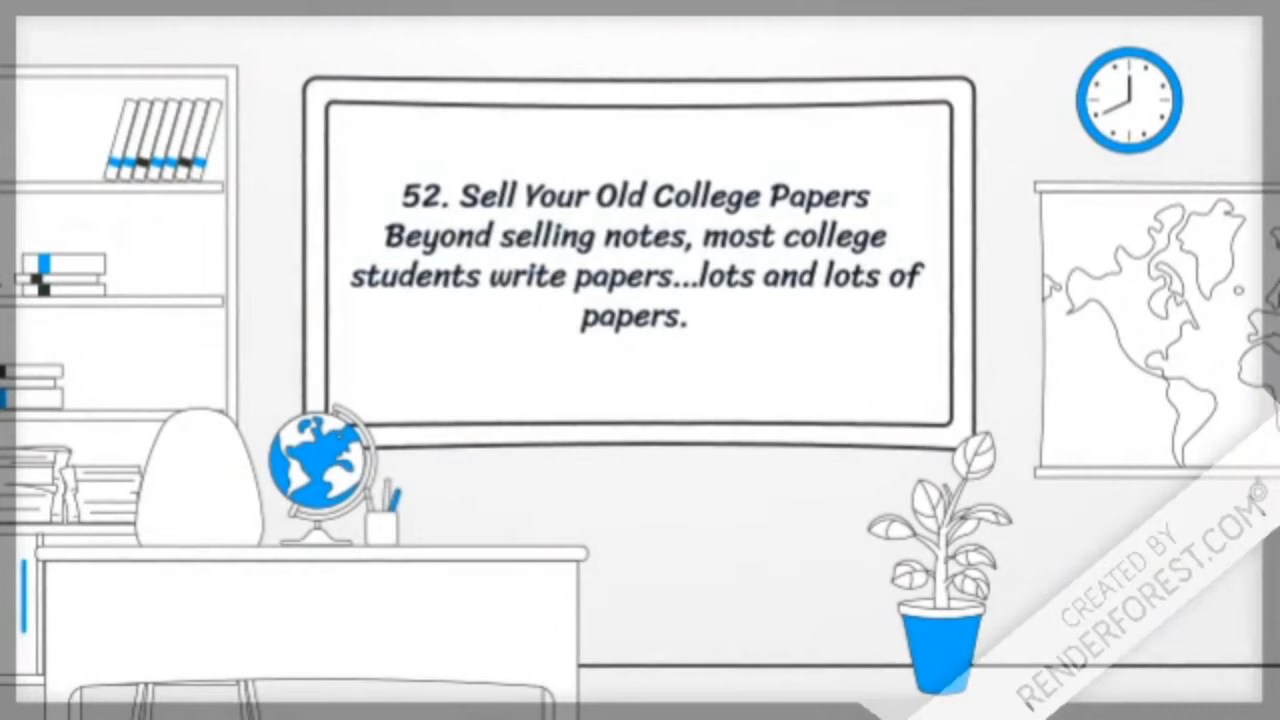 52. Sell Your Old College Papers
Beyond selling notes, most college
students write papers...lots and lots of
papers.
CREATED BY
RENDERFOREST.COM©